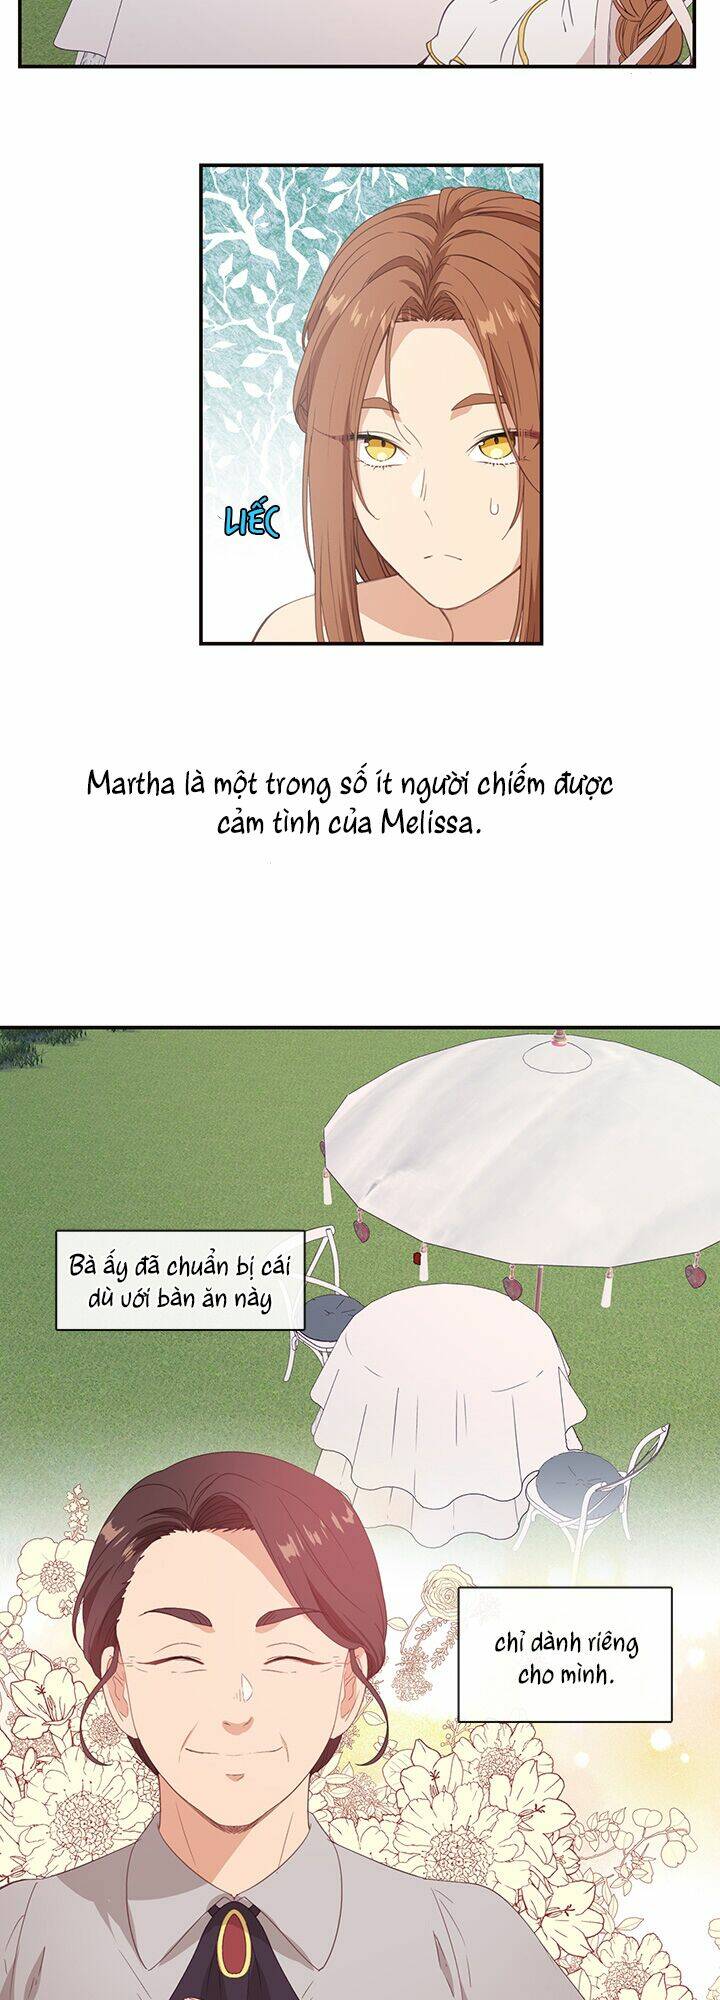 LIẾC
Martha là một trong số ít người chiếm được
cảm tình của Melissa.
Bà ấy đã chuẩn bị cái
dù với bàn ăn này
chỉ dành riêng
cho mình.